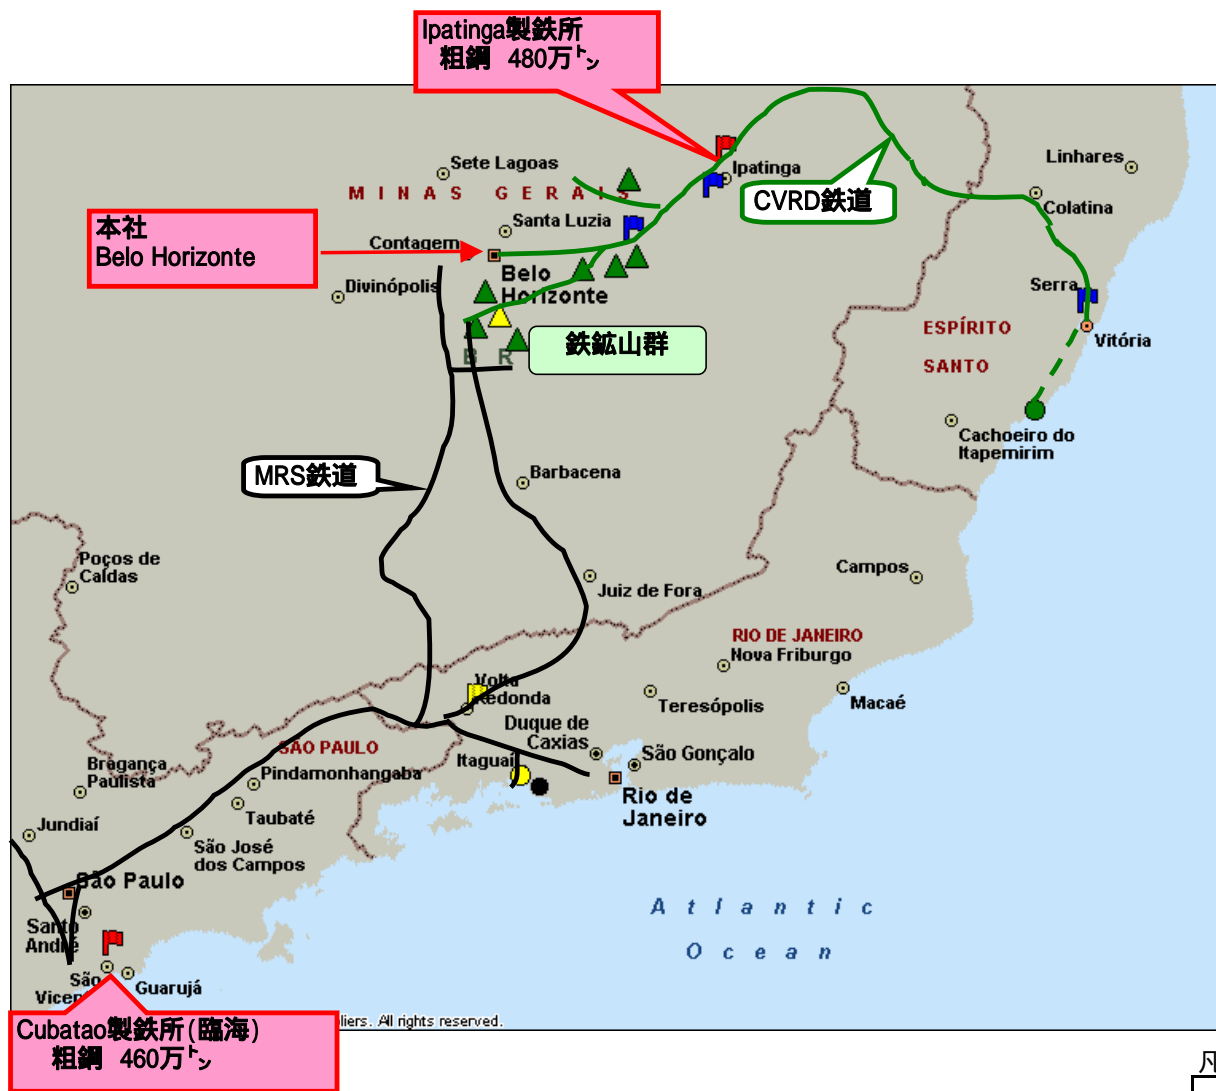 Ipatinga製鉄所
粗鋼 480万㌧
Sete Lagoas
Ipatinga
Linhares
MINAS GERAIS
CVRD鉄道
Colatina
本社
Belo Horizonte
Santa Luzia
Contagem
Belo
Horizonte
Divinópolis
Serra
ESPÍRITO
SANTO
Vitória
鉄鉱山群
B R
Cachoeiro do
Itapemirim
MRS鉄道
Barbacena
Poços de
Caldas
Juiz de Fora
Campos
RIO DE JANEIRO
Nova Friburgo
Volta
Redonda
Teresópolis
Macaé
Duque de
Caxias
São Gonçalo
SÃO PAULO
Itaguaí
Bragança
Paulista
Pindamonhangaba
Rio de
Janeiro
Taubaté
Jundiaí
São José
dos Campos
São Paulo
Atlantic
Ocean
Santo
André
São
Vicen
Guarujá
Cubatao製鉄所(臨海)
粗鋼 460万㌧
liers. All rights reserved.
凡